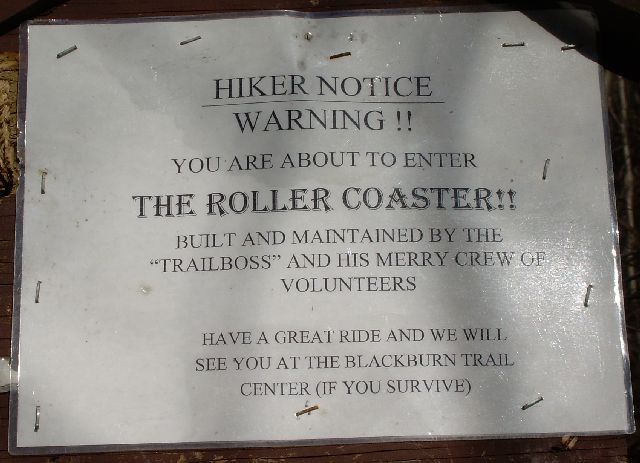 HIKER NOTICE
WARNING !!
YOU ARE ABOUT TO ENTER
THE ROLLER COASTER!!
BUILT AND MAINTAINED BY THE
“TRAILBOSS” AND HIS MERRY CREW OF
VOLUNTEERS
HAVE A GREAT RIDE AND WE WILL
SEE YOU AT THE BLACKBURN TRAIL
CENTER (IF YOU SURVIVE)